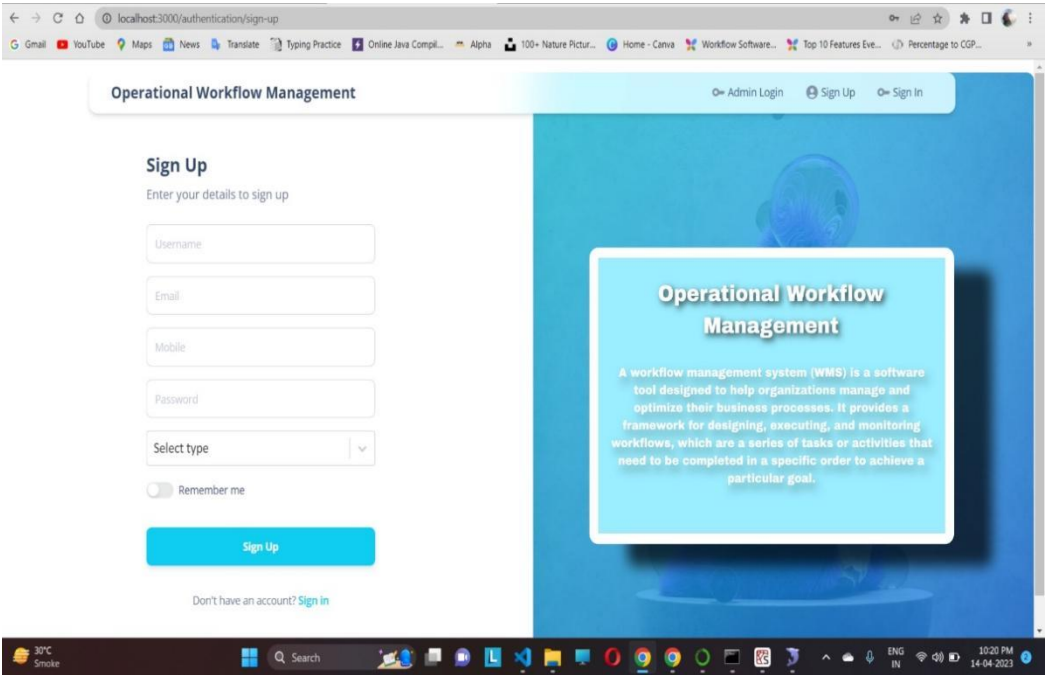 localhost:3000/authentication/sign-up
Gmail YouTube Maps News Translate Typing Practice Online Java Compil... Alpha 100+ Nature Pictur... Home - Canva Workflow Software... Top 10 Features Eve... Percentage to CGP... »
Operational Workflow Management Admin Login Sign Up Sign In
Sign Up
Enter your details to sign up
Username
Email
Mobile
Password
Select type
Remember me
Sign Up
Don't have an account? Sign in
Operational Workflow
Management
A workflow management system (WMS) is a software
tool designed to help organizations manage and
optimize their business processes. It provides a
framework for designing, executing, and monitoring
workflows, which are a series of tasks or activities that
need to be completed in a specific order to achieve a
particular goal.
30°C
Smoke
Search
ENG
IN
10:20 PM
14-04-2023
2